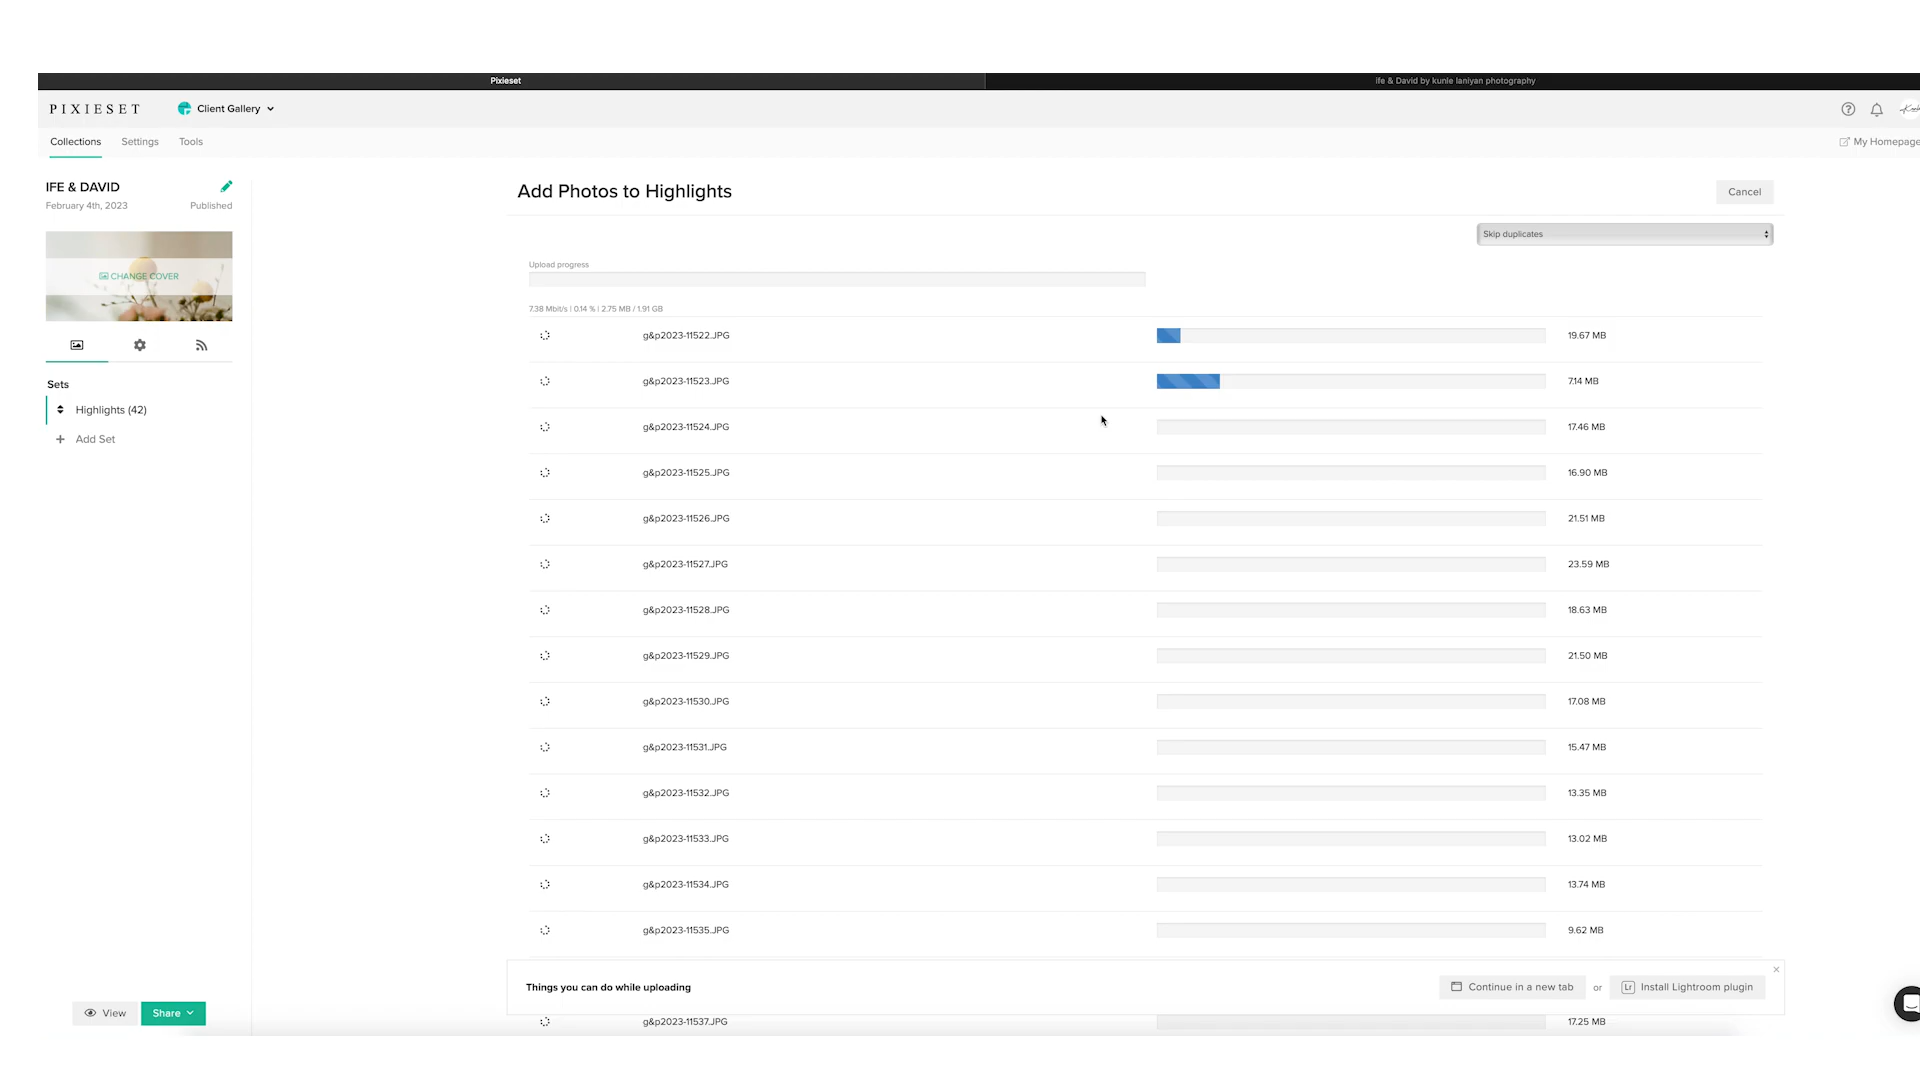 Pixieset
ife & David by kunle laniyan photography
PIXIESET
Client Gallery
Collections
Settings
Tools
My Homepage
IFE & DAVID
February 4th, 2023
Published
CHANGE COVER
Sets
Highlights (42)
Add Set
View
Share
Add Photos to Highlights
Cancel
Skip duplicates
Upload progress
7.38 Mbit/s | 0.14 % | 2.75 MB / 1.91 GB
g&p2023-11522.JPG 19.67 MB
g&p2023-11523.JPG 7.14 MB
g&p2023-11524.JPG 17.46 MB
g&p2023-11525.JPG 16.90 MB
g&p2023-11526.JPG 21.51 MB
g&p2023-11527.JPG 23.59 MB
g&p2023-11528.JPG 18.63 MB
g&p2023-11529.JPG 21.50 MB
g&p2023-11530.JPG 17.08 MB
g&p2023-11531.JPG 15.47 MB
g&p2023-11532.JPG 13.35 MB
g&p2023-11533.JPG 13.02 MB
g&p2023-11534.JPG 13.74 MB
g&p2023-11535.JPG 9.62 MB
Things you can do while uploading
Continue in a new tab or Lr Install Lightroom plugin
g&p2023-11537.JPG 17.25 MB